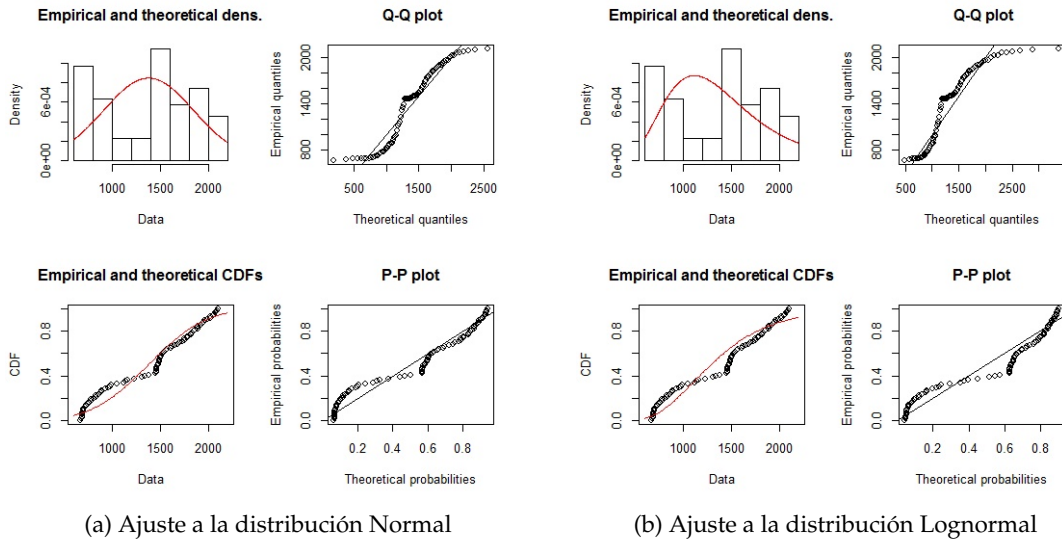 Empirical and theoretical dens.
Density
0e+00 6e-04
1000 1500 2000
Data
Q-Q plot
Empirical quantiles
800 1400 2000
500 1500 2500
Theoretical quantiles
Empirical and theoretical CDFs
CDF
0.0 0.4 0.8
1000 1500 2000
Data
P-P plot
Empirical probabilities
0.0 0.4 0.8
0.2 0.4 0.6 0.8
Theoretical probabilities
(a) Ajuste a la distribución Normal
Empirical and theoretical dens.
Density
0e+00 6e-04
1000 1500 2000
Data
Q-Q plot
Empirical quantiles
800 1400 2000
500 1500 2500
Theoretical quantiles
Empirical and theoretical CDFs
CDF
0.0 0.4 0.8
1000 1500 2000
Data
P-P plot
Empirical probabilities
0.0 0.4 0.8
0.2 0.4 0.6 0.8
Theoretical probabilities
(b) Ajuste a la distribución Lognormal